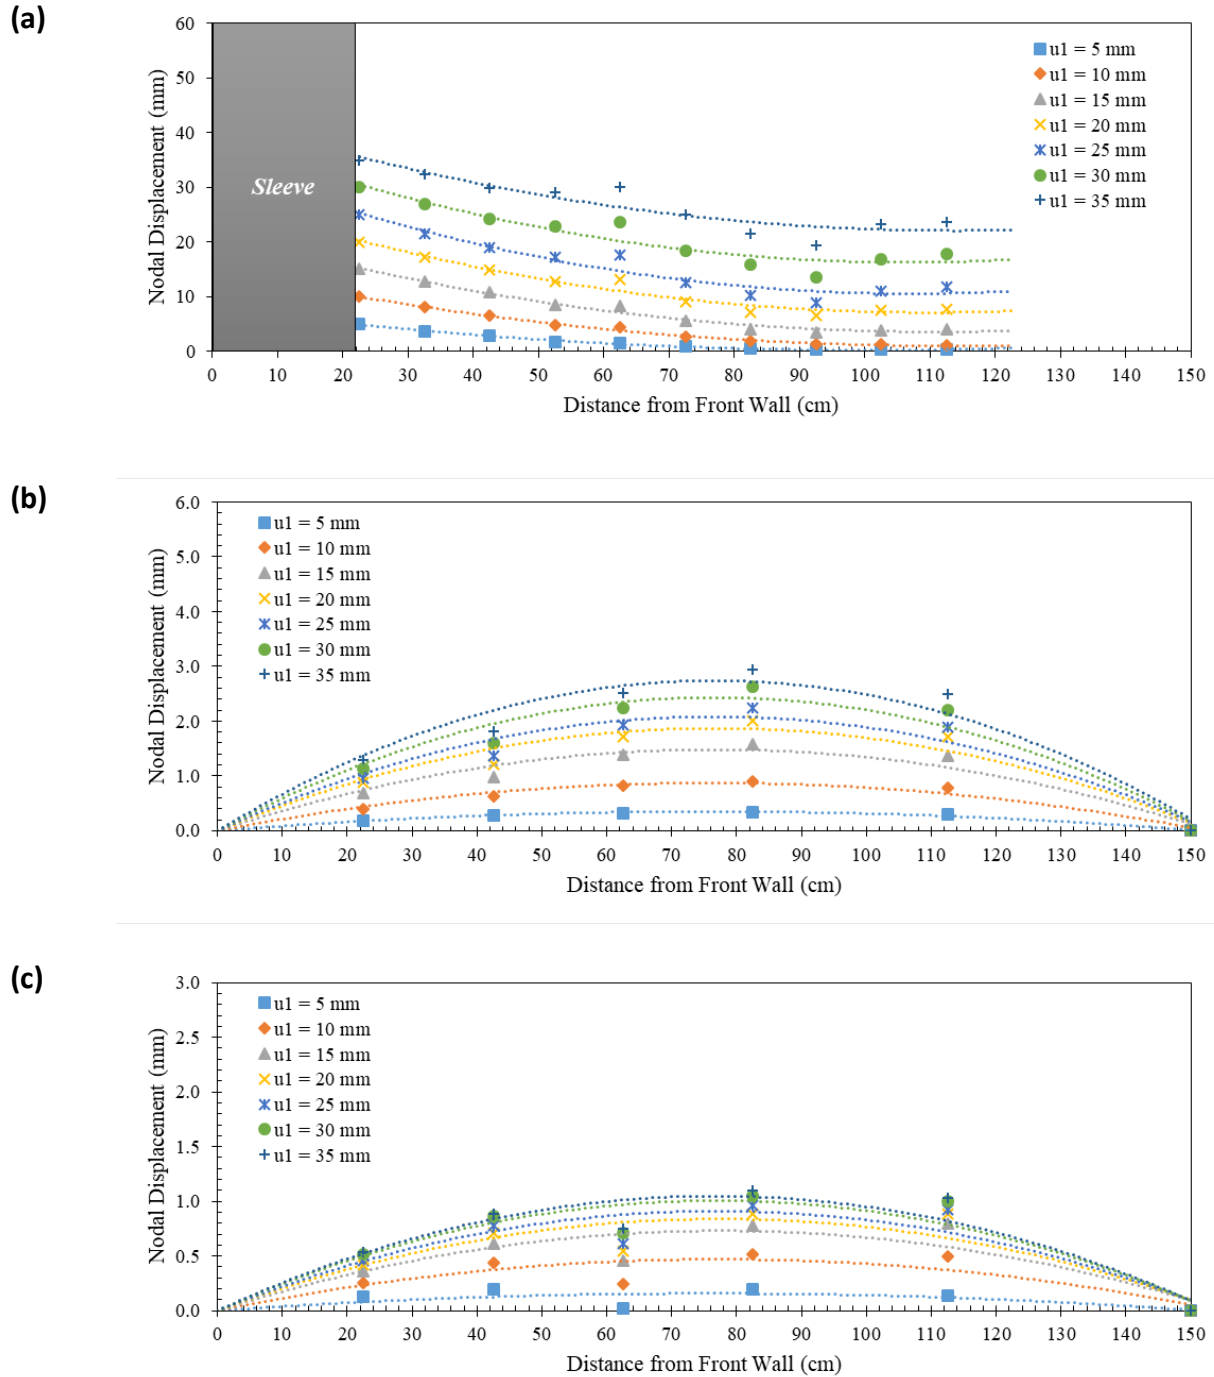 (a)
60
50
40
30
20
10
0
Nodal Displacement (mm)
Sleeve
u1 = 5 mm
u1 = 10 mm
u1 = 15 mm
u1 = 20 mm
u1 = 25 mm
u1 = 30 mm
u1 = 35 mm
0 10 20 30 40 50 60 70 80 90 100 110 120 130 140 150
Distance from Front Wall (cm)
(b)
6.0
5.0
4.0
3.0
2.0
1.0
0.0
Nodal Displacement (mm)
u1 = 5 mm
u1 = 10 mm
u1 = 15 mm
u1 = 20 mm
u1 = 25 mm
u1 = 30 mm
u1 = 35 mm
0 10 20 30 40 50 60 70 80 90 100 110 120 130 140 150
Distance from Front Wall (cm)
(c)
3.0
2.5
2.0
1.5
1.0
0.5
0.0
Nodal Displacement (mm)
u1 = 5 mm
u1 = 10 mm
u1 = 15 mm
u1 = 20 mm
u1 = 25 mm
u1 = 30 mm
u1 = 35 mm
0 10 20 30 40 50 60 70 80 90 100 110 120 130 140 150
Distance from Front Wall (cm)